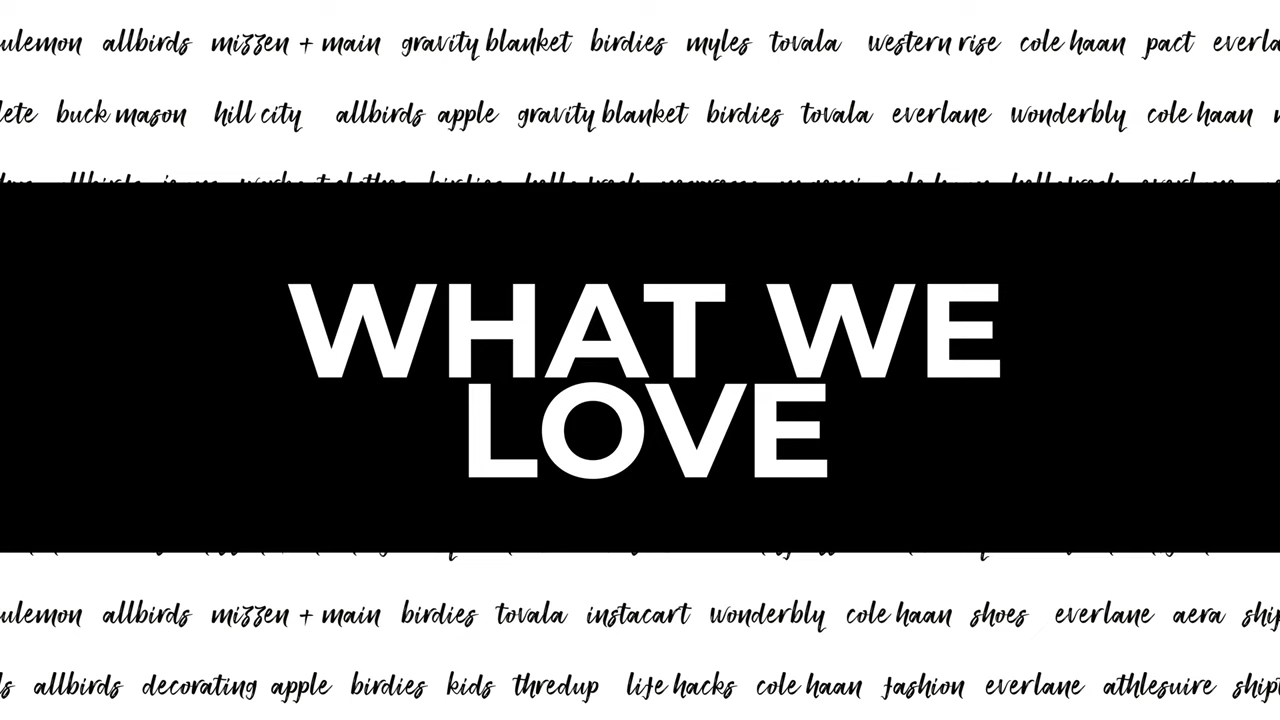 ulemon allbirds mizzen + main gravity blanket birdies myles tovala western rise cole haan pact everla
lete buck mason hill city allbirds apple gravity blanket birdies tovala everlane wonderbly cole haan
WHAT WE
LOVE
ulemon allbirds mizzen + main birdies tovala instacart wonderbly cole haan shoes everlane aera ship
ds allbirds decorating apple birdies kids thredup life hacks cole haan fashion everlane athlesuire shipt